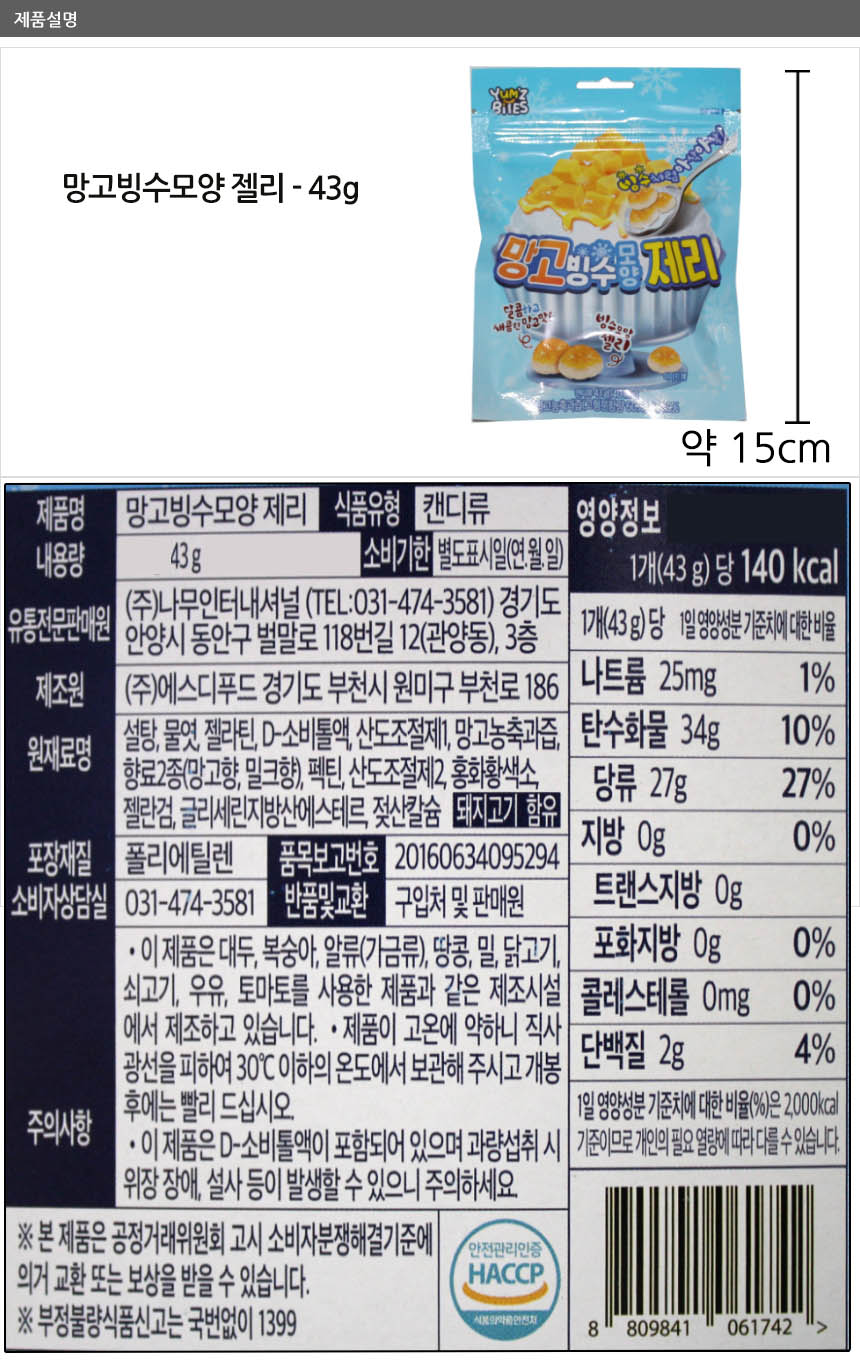 제품설명
망고빙수모양 젤리 - 43g
YUM'Z
BITES
빙수처럼 아삭아삭!
망고빙수모양 제리
달콤하고
새콤한 망고맛
빙수모양
젤리
약 15cm
제품명 망고빙수모양 제리 식품유형 캔디류
내용량 43 g 소비기한 별도표시일(연.월.일)
유통전문판매원 (주)나무인터내셔널 (TEL:031-474-3581) 경기도
안양시 동안구 벌말로 118번길 12(관양동), 3층
제조원 (주)에스디푸드 경기도 부천시 원미구 부천로 186
원재료명 설탕, 물엿, 젤라틴, D-소비톨액, 산도조절제1, 망고농축과즙,
향료2종(망고향, 밀크향), 펙틴, 산도조절제2, 홍화황색소,
젤란검, 글리세린지방산에스테르, 젖산칼슘 돼지고기 함유
포장재질 폴리에틸렌 품목보고번호 20160634095294
소비자상담실 031-474-3581 반품및교환 구입처 및 판매원
주의사항
• 이 제품은 대두, 복숭아, 알류(가금류), 땅콩, 밀, 닭고기,
쇠고기, 우유, 토마토를 사용한 제품과 같은 제조시설
에서 제조하고 있습니다. • 제품이 고온에 약하니 직사
광선을 피하여 30℃ 이하의 온도에서 보관해 주시고 개봉
후에는 빨리 드십시오.
• 이 제품은 D-소비톨액이 포함되어 있으며 과량섭취 시
위장 장애, 설사 등이 발생할 수 있으니 주의하세요.
※ 본 제품은 공정거래위원회 고시 소비자분쟁해결기준에
의거 교환 또는 보상을 받을 수 있습니다.
※ 부정불량식품신고는 국번없이 1399
안전관리인증
HACCP
식품의약품안전처
영양정보
1개(43 g) 당 140 kcal
1개(43 g) 당 1일 영양성분 기준치에 대한 비율
나트륨 25mg 1%
탄수화물 34g 10%
당류 27g 27%
지방 0g 0%
트랜스지방 0g
포화지방 0g 0%
콜레스테롤 0mg 0%
단백질 2g 4%
1일 영양성분 기준치에 대한 비율(%)은 2,000kcal
기준이므로 개인의 필요 열량에 따라 다를 수 있습니다.
8 809841 061742 >